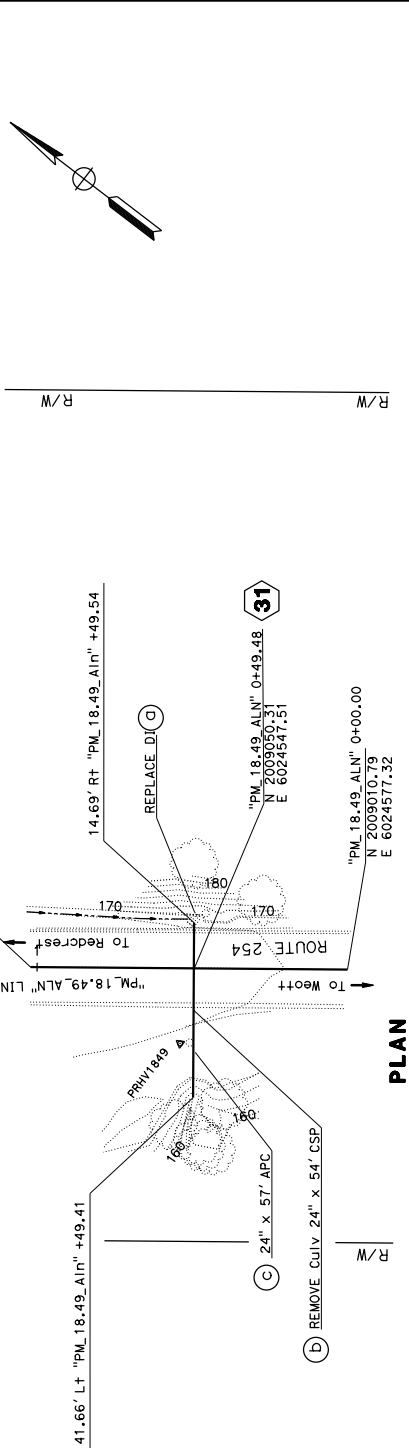 R/W
R/W
14.69' Rt "PM_18.49_Aln" +49.54
REPLACE DI
a
"PM_18.49_ALN" 0+49.48
N 2009050.31
E 6024547.51
31
"PM_18.49_ALN" 0+00.00
N 2009010.79
E 6024577.32
180
170
170
To Redcrest
ROUTE 254
"PM_18.49_ALN" LIN
To Weott
PRHV1849
160
160
41.66' Lt "PM_18.49_Aln" +49.41
c
24" x 57' APC
b
REMOVE Culv 24" x 54' CSP
R/W
PLAN